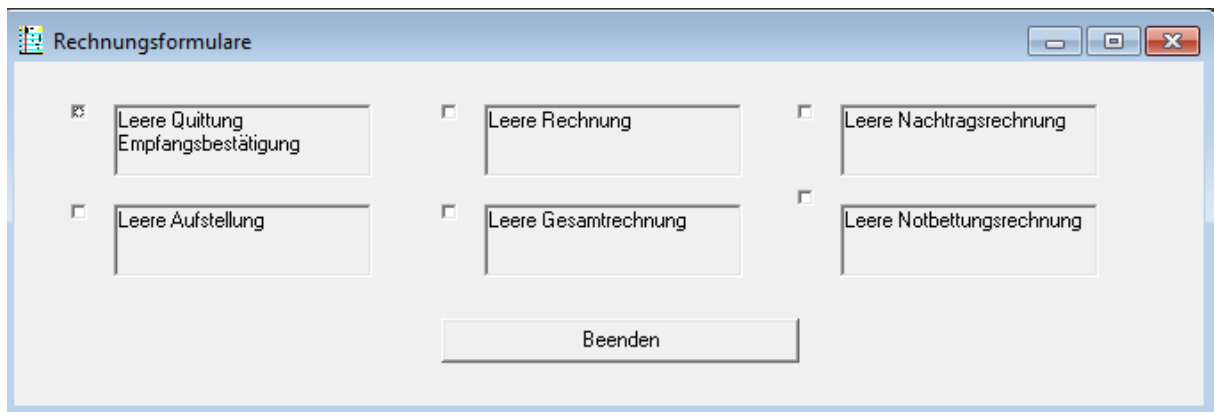 Rechnungsformulare
Leere Quittung
Empfangsbestätigung
Leere Rechnung
Leere Nachtragsrechnung
Leere Aufstellung
Leere Gesamtrechnung
Leere Notbettungsrechnung
Beenden